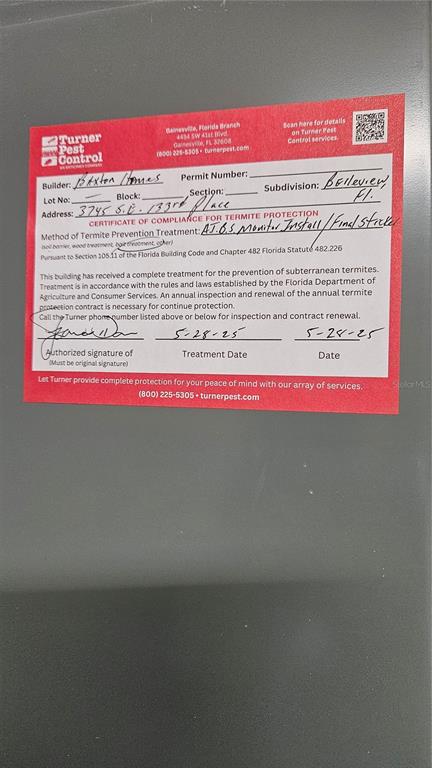 Turner
Pest
Control
Gainesville, Florida Branch
4434 SW 41st Blvd.
Gainesville, FL 32608
(800) 225-5305 • turnerpest.com
Scan here for details
on Turner Pest
Control services.
Builder: Braxton Homes Permit Number:
Lot No: — Block: Section: Subdivision: Belleview, Fl.
Address: 3745 S.E. 133rd Place
CERTIFICATE OF COMPLIANCE FOR TERMITE PROTECTION
Method of Termite Prevention Treatment: A.T.B.S Monitor Install/Final Sticker
(soil barrier, wood treatment, bait treatment, other)
Pursuant to Section 105.11 of the Florida Building Code and Chapter 482 Florida Statute 482.226
This building has received a complete treatment for the prevention of subterranean termites.
Treatment is in accordance with the rules and laws established by the Florida Department of
Agriculture and Consumer Services. An annual inspection and renewal of the annual termite
protection contract is necessary for continue protection.
Call the Turner phone number listed above or below for inspection and contract renewal.
5-28-25 5-28-25
Authorized signature of Treatment Date Date
(Must be original signature)
Let Turner provide complete protection for your peace of mind with our array of services.
(800) 225-5305 • turnerpest.com
StellarMLS